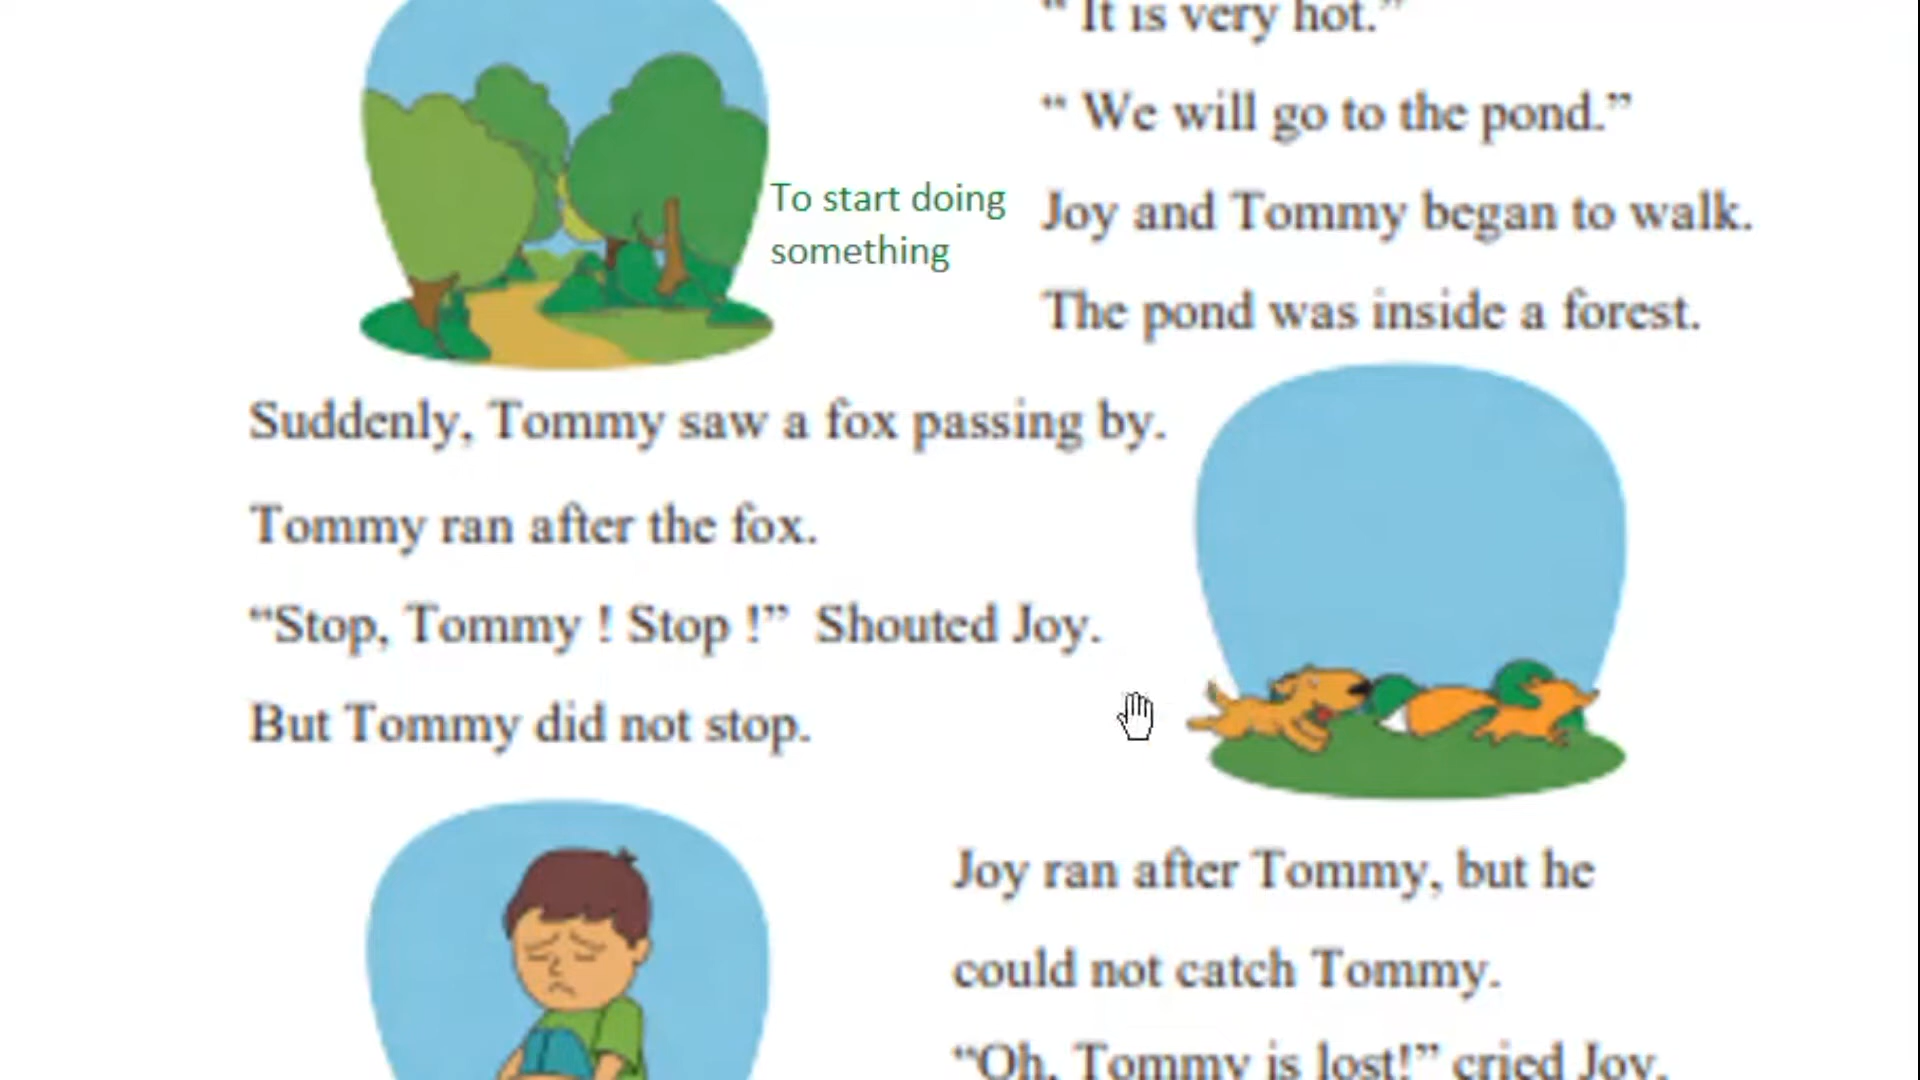 “ It is very hot.”
“ We will go to the pond.”
To start doing
something
Joy and Tommy began to walk.
The pond was inside a forest.
Suddenly, Tommy saw a fox passing by.
Tommy ran after the fox.
“Stop, Tommy ! Stop !” Shouted Joy.
But Tommy did not stop.
Joy ran after Tommy, but he
could not catch Tommy.
“Oh, Tommy is lost!” cried Joy.